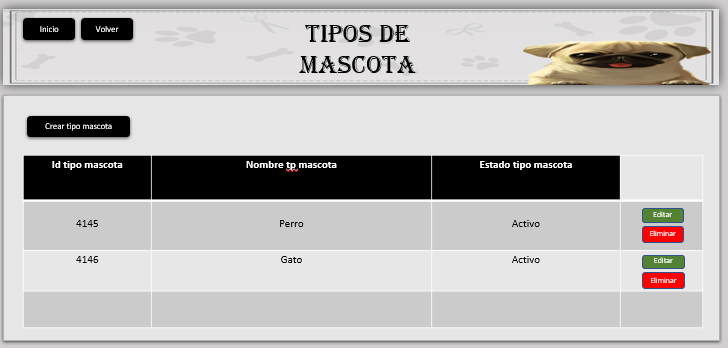 Inicio Volver
TIPOS DE
MASCOTA
Crear tipo mascota
Id tipo mascota Nombre tp mascota Estado tipo mascota
4145 Perro Activo Editar
Eliminar
4146 Gato Activo Editar
Eliminar